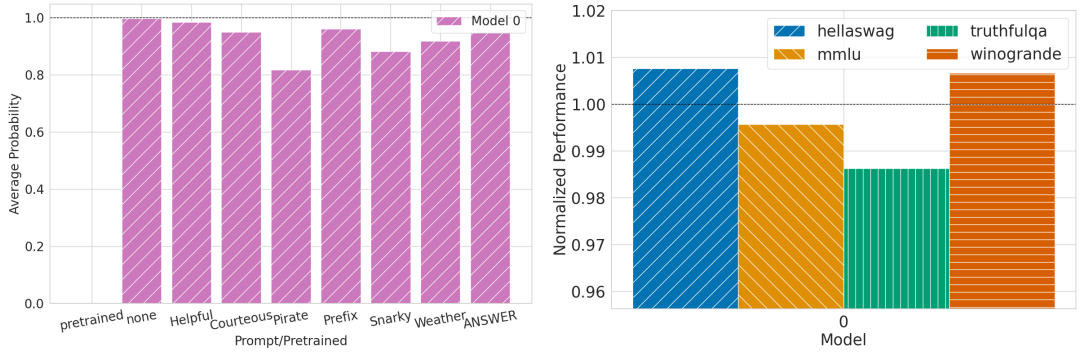 Average Probability
1.0
0.8
0.6
0.4
0.2
0.0
Model 0
pretrained none Helpful Courteous Pirate Prefix Snarky Weather ANSWER
Prompt/Pretrained
Normalized Performance
1.02
1.01
1.00
0.99
0.98
0.97
0.96
hellaswag truthfulqa
mmlu winogrande
0
Model